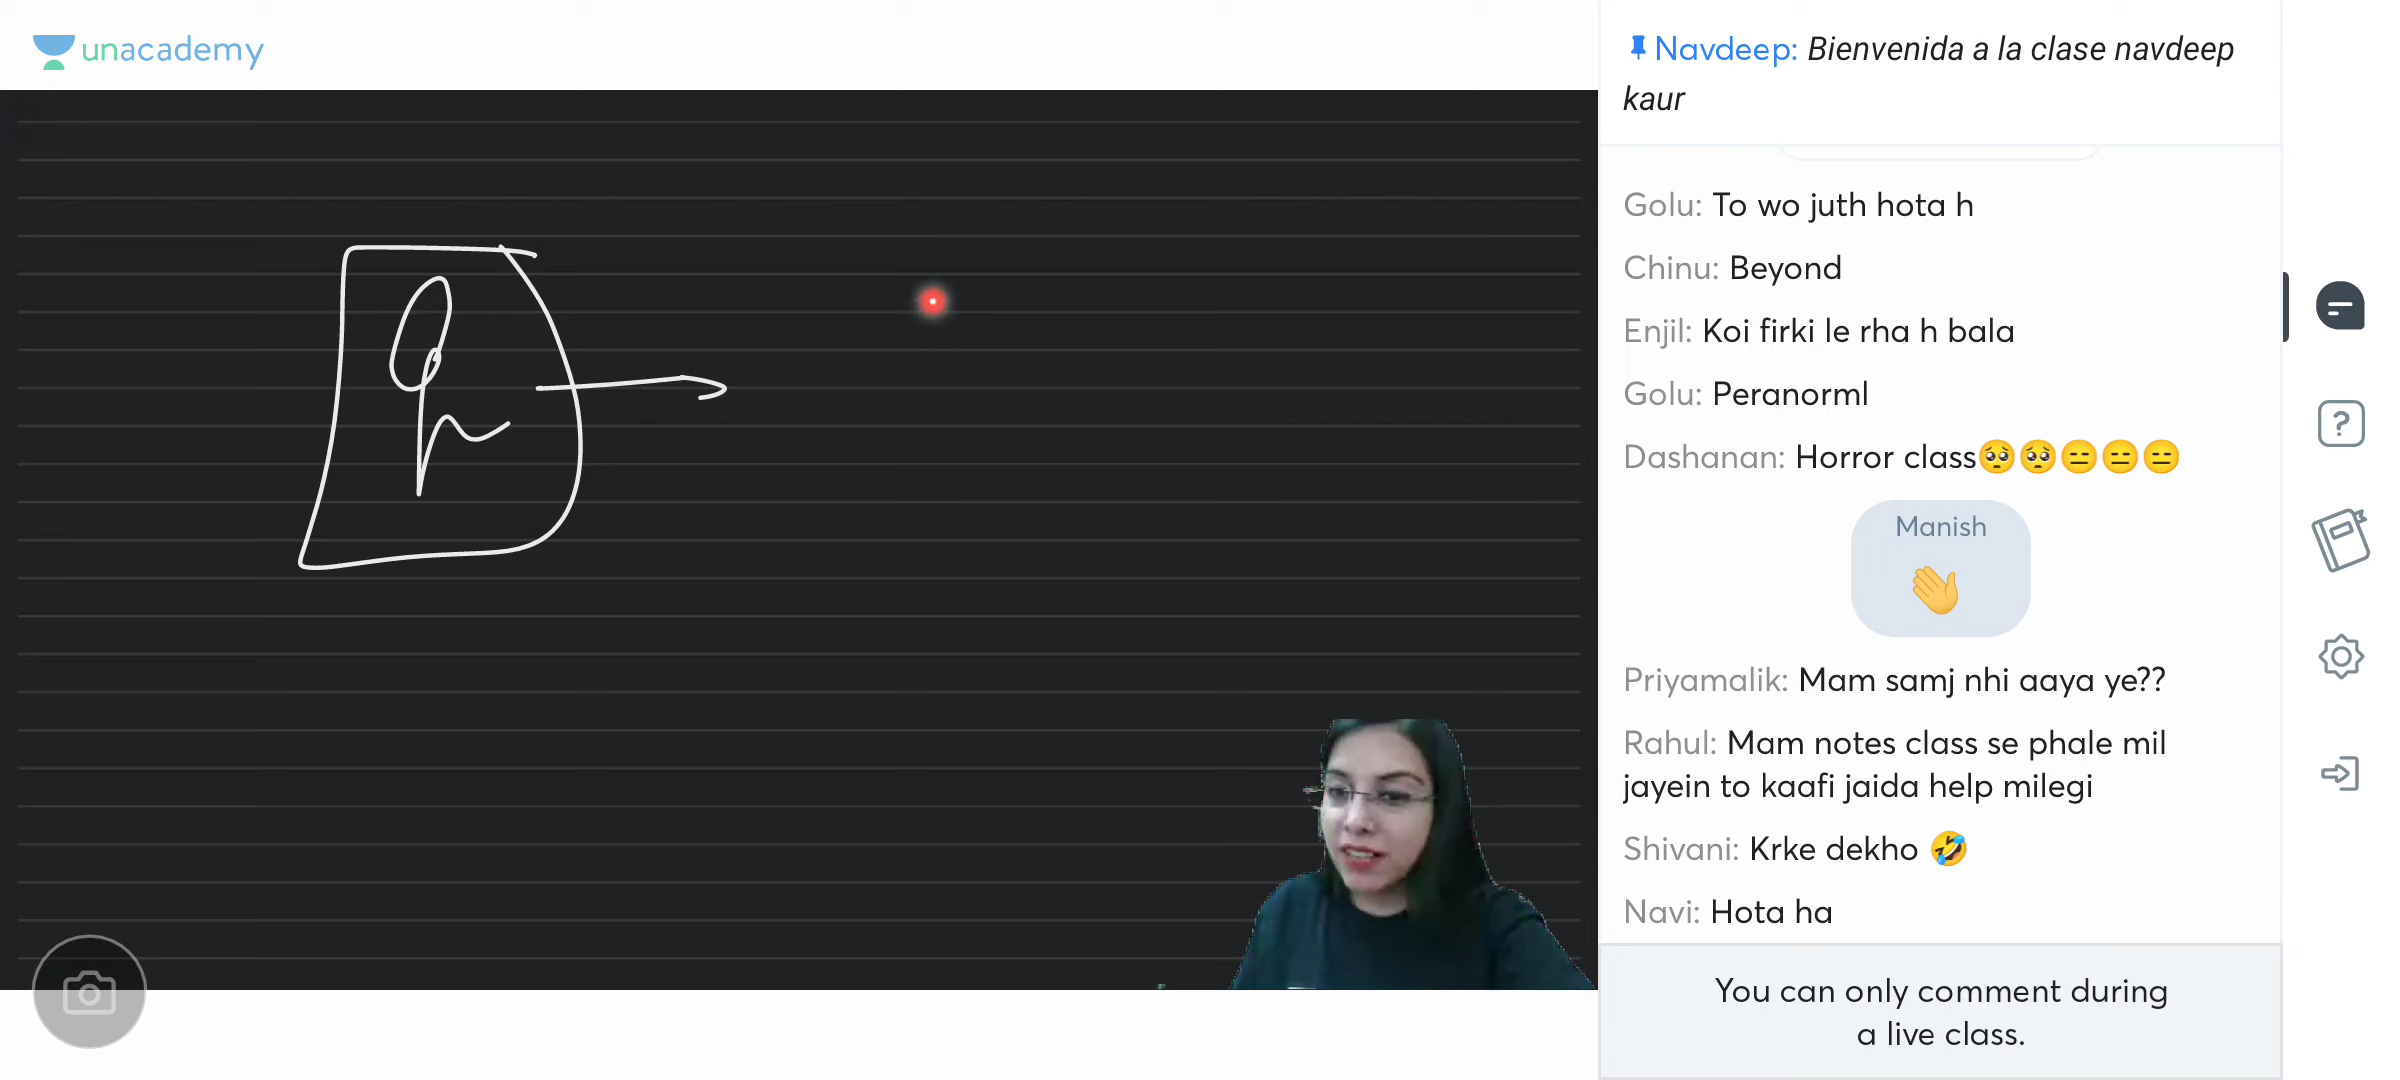 unacademy
Navdeep: Bienvenida a la clase navdeep
kaur
Golu: To wo juth hota h
Chinu: Beyond
Enjil: Koi firki le rha h bala
Golu: Peranorml
Dashanan: Horror class🥺🥺😑😑😑
Manish
👏
Priyamalik: Mam samj nhi aaya ye??
Rahul: Mam notes class se phale mil
jayein to kaafi jaida help milegi
Shivani: Krke dekho 🤣
Navi: Hota ha
You can only comment during
a live class.